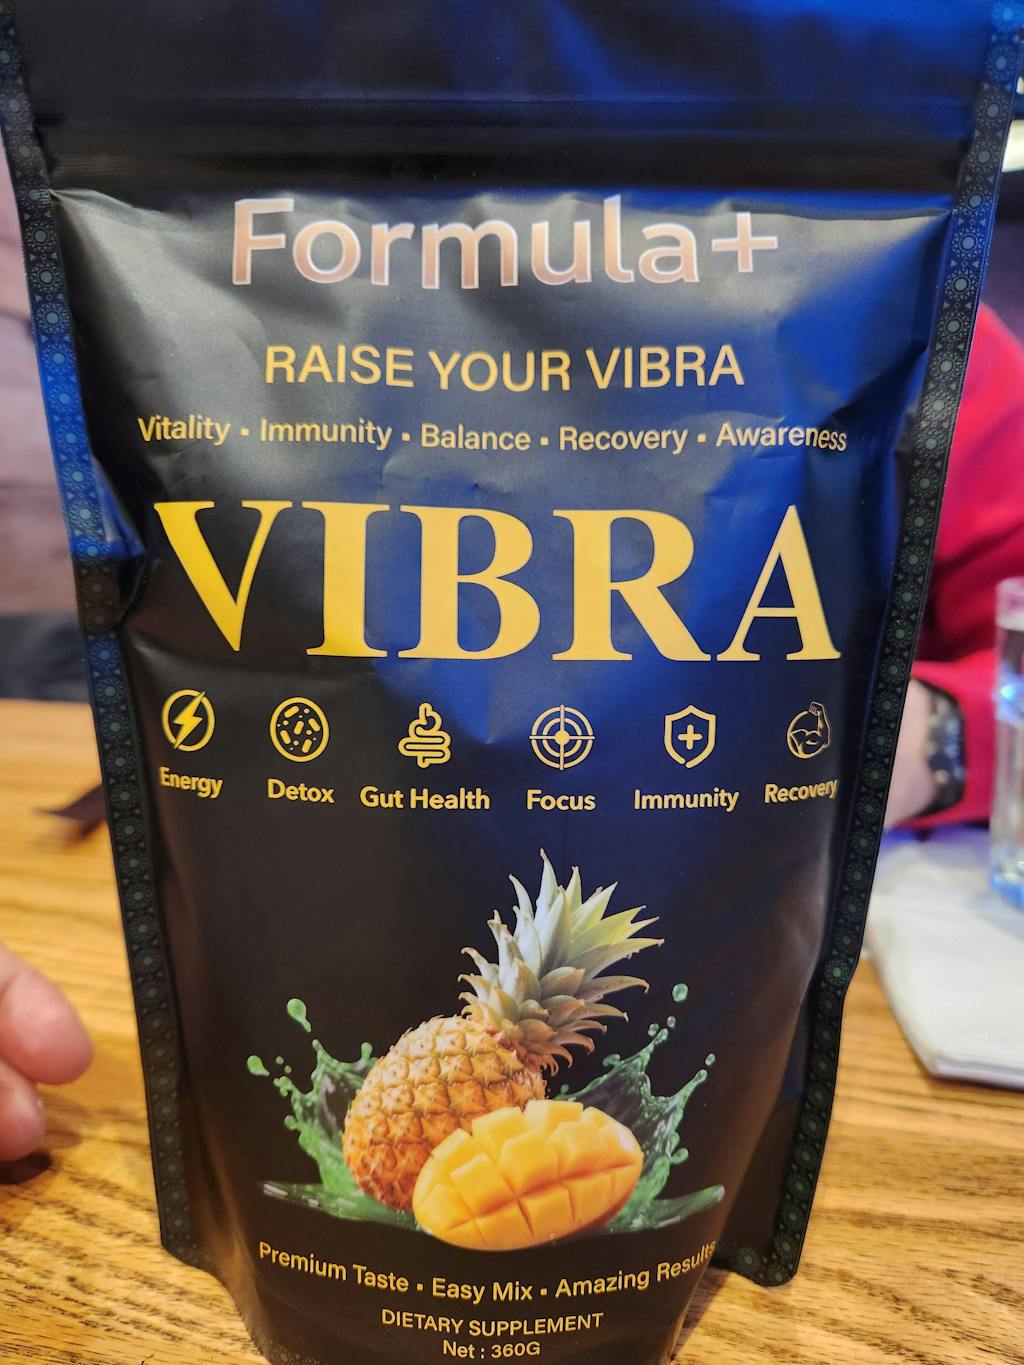 Formula+
RAISE YOUR VIBRA
Vitality • Immunity • Balance • Recovery • Awareness
VIBRA
Energy Detox Gut Health Focus Immunity Recovery
Premium Taste • Easy Mix • Amazing Results
DIETARY SUPPLEMENT
Net : 360G